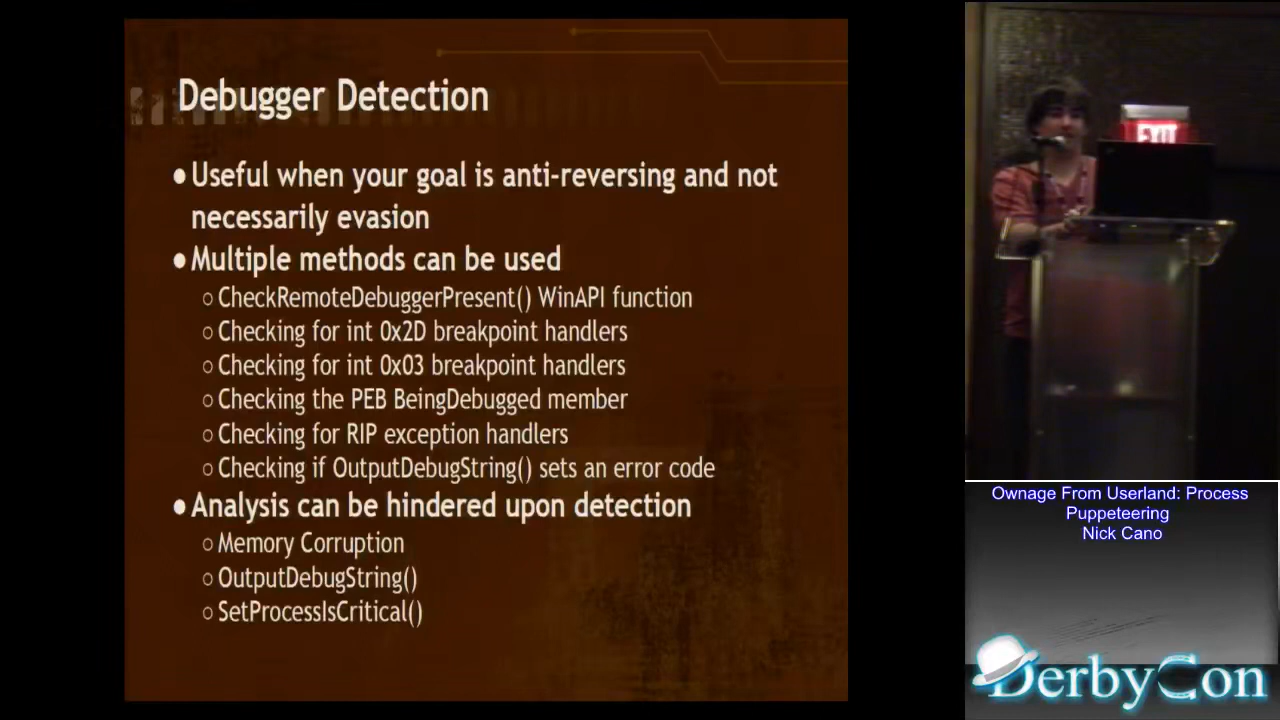 Debugger Detection
●Useful when your goal is anti-reversing and not
necessarily evasion
●Multiple methods can be used
○CheckRemoteDebuggerPresent() WinAPI function
○Checking for int 0x2D breakpoint handlers
○Checking for int 0x03 breakpoint handlers
○Checking the PEB BeingDebugged member
○Checking for RIP exception handlers
○Checking if OutputDebugString() sets an error code
●Analysis can be hindered upon detection
○Memory Corruption
○OutputDebugString()
○SetProcessIsCritical()
EXIT
Ownage From Userland: Process
Puppeteering
Nick Cano
DerbyCon